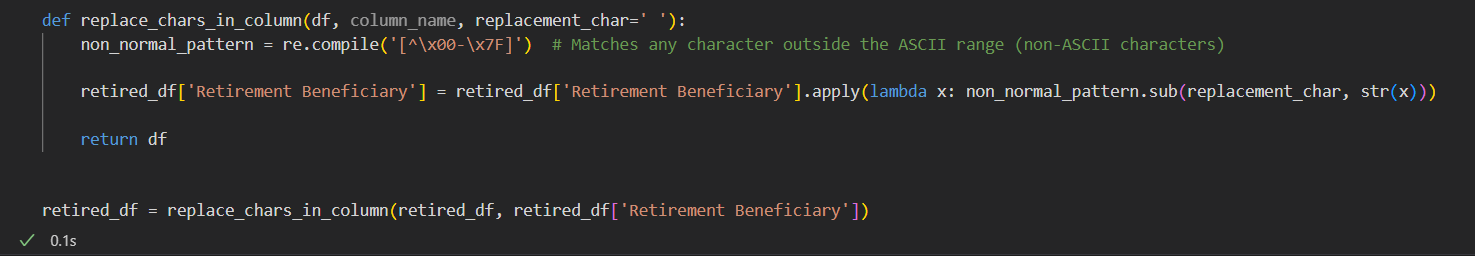 def replace_chars_in_column(df, column_name, replacement_char=' '):
    non_normal_pattern = re.compile('[^\x00-\x7F]')  # Matches any character outside the ASCII range (non-ASCII characters)
    retired_df['Retirement Beneficiary'] = retired_df['Retirement Beneficiary'].apply(lambda x: non_normal_pattern.sub(replacement_char, str(x)))
    return df
retired_df = replace_chars_in_column(retired_df, retired_df['Retirement Beneficiary'])
0.1s